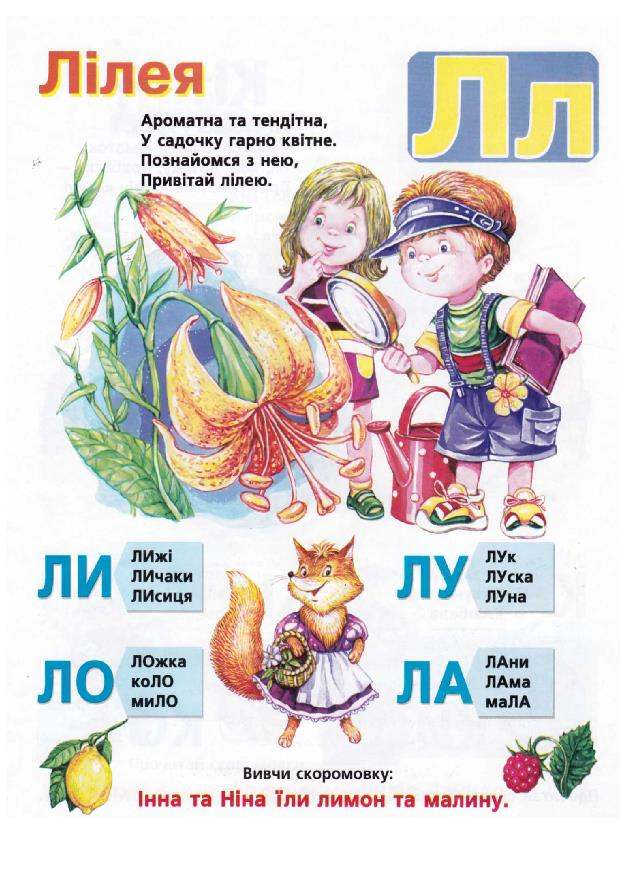 Лілея
Лл
Ароматна та тендітна,
У садочку гарно квітне.
Познайомся з нею,
Привітай лілею.
ЛИ
ЛИжі
ЛИчаки
ЛИсиця
ЛУ
ЛУк
ЛУска
ЛУна
ЛО
ЛОжка
коЛО
миЛО
ЛА
ЛАни
ЛАма
маЛА
Вивчи скоромовку:
Інна та Ніна їли лимон та малину.